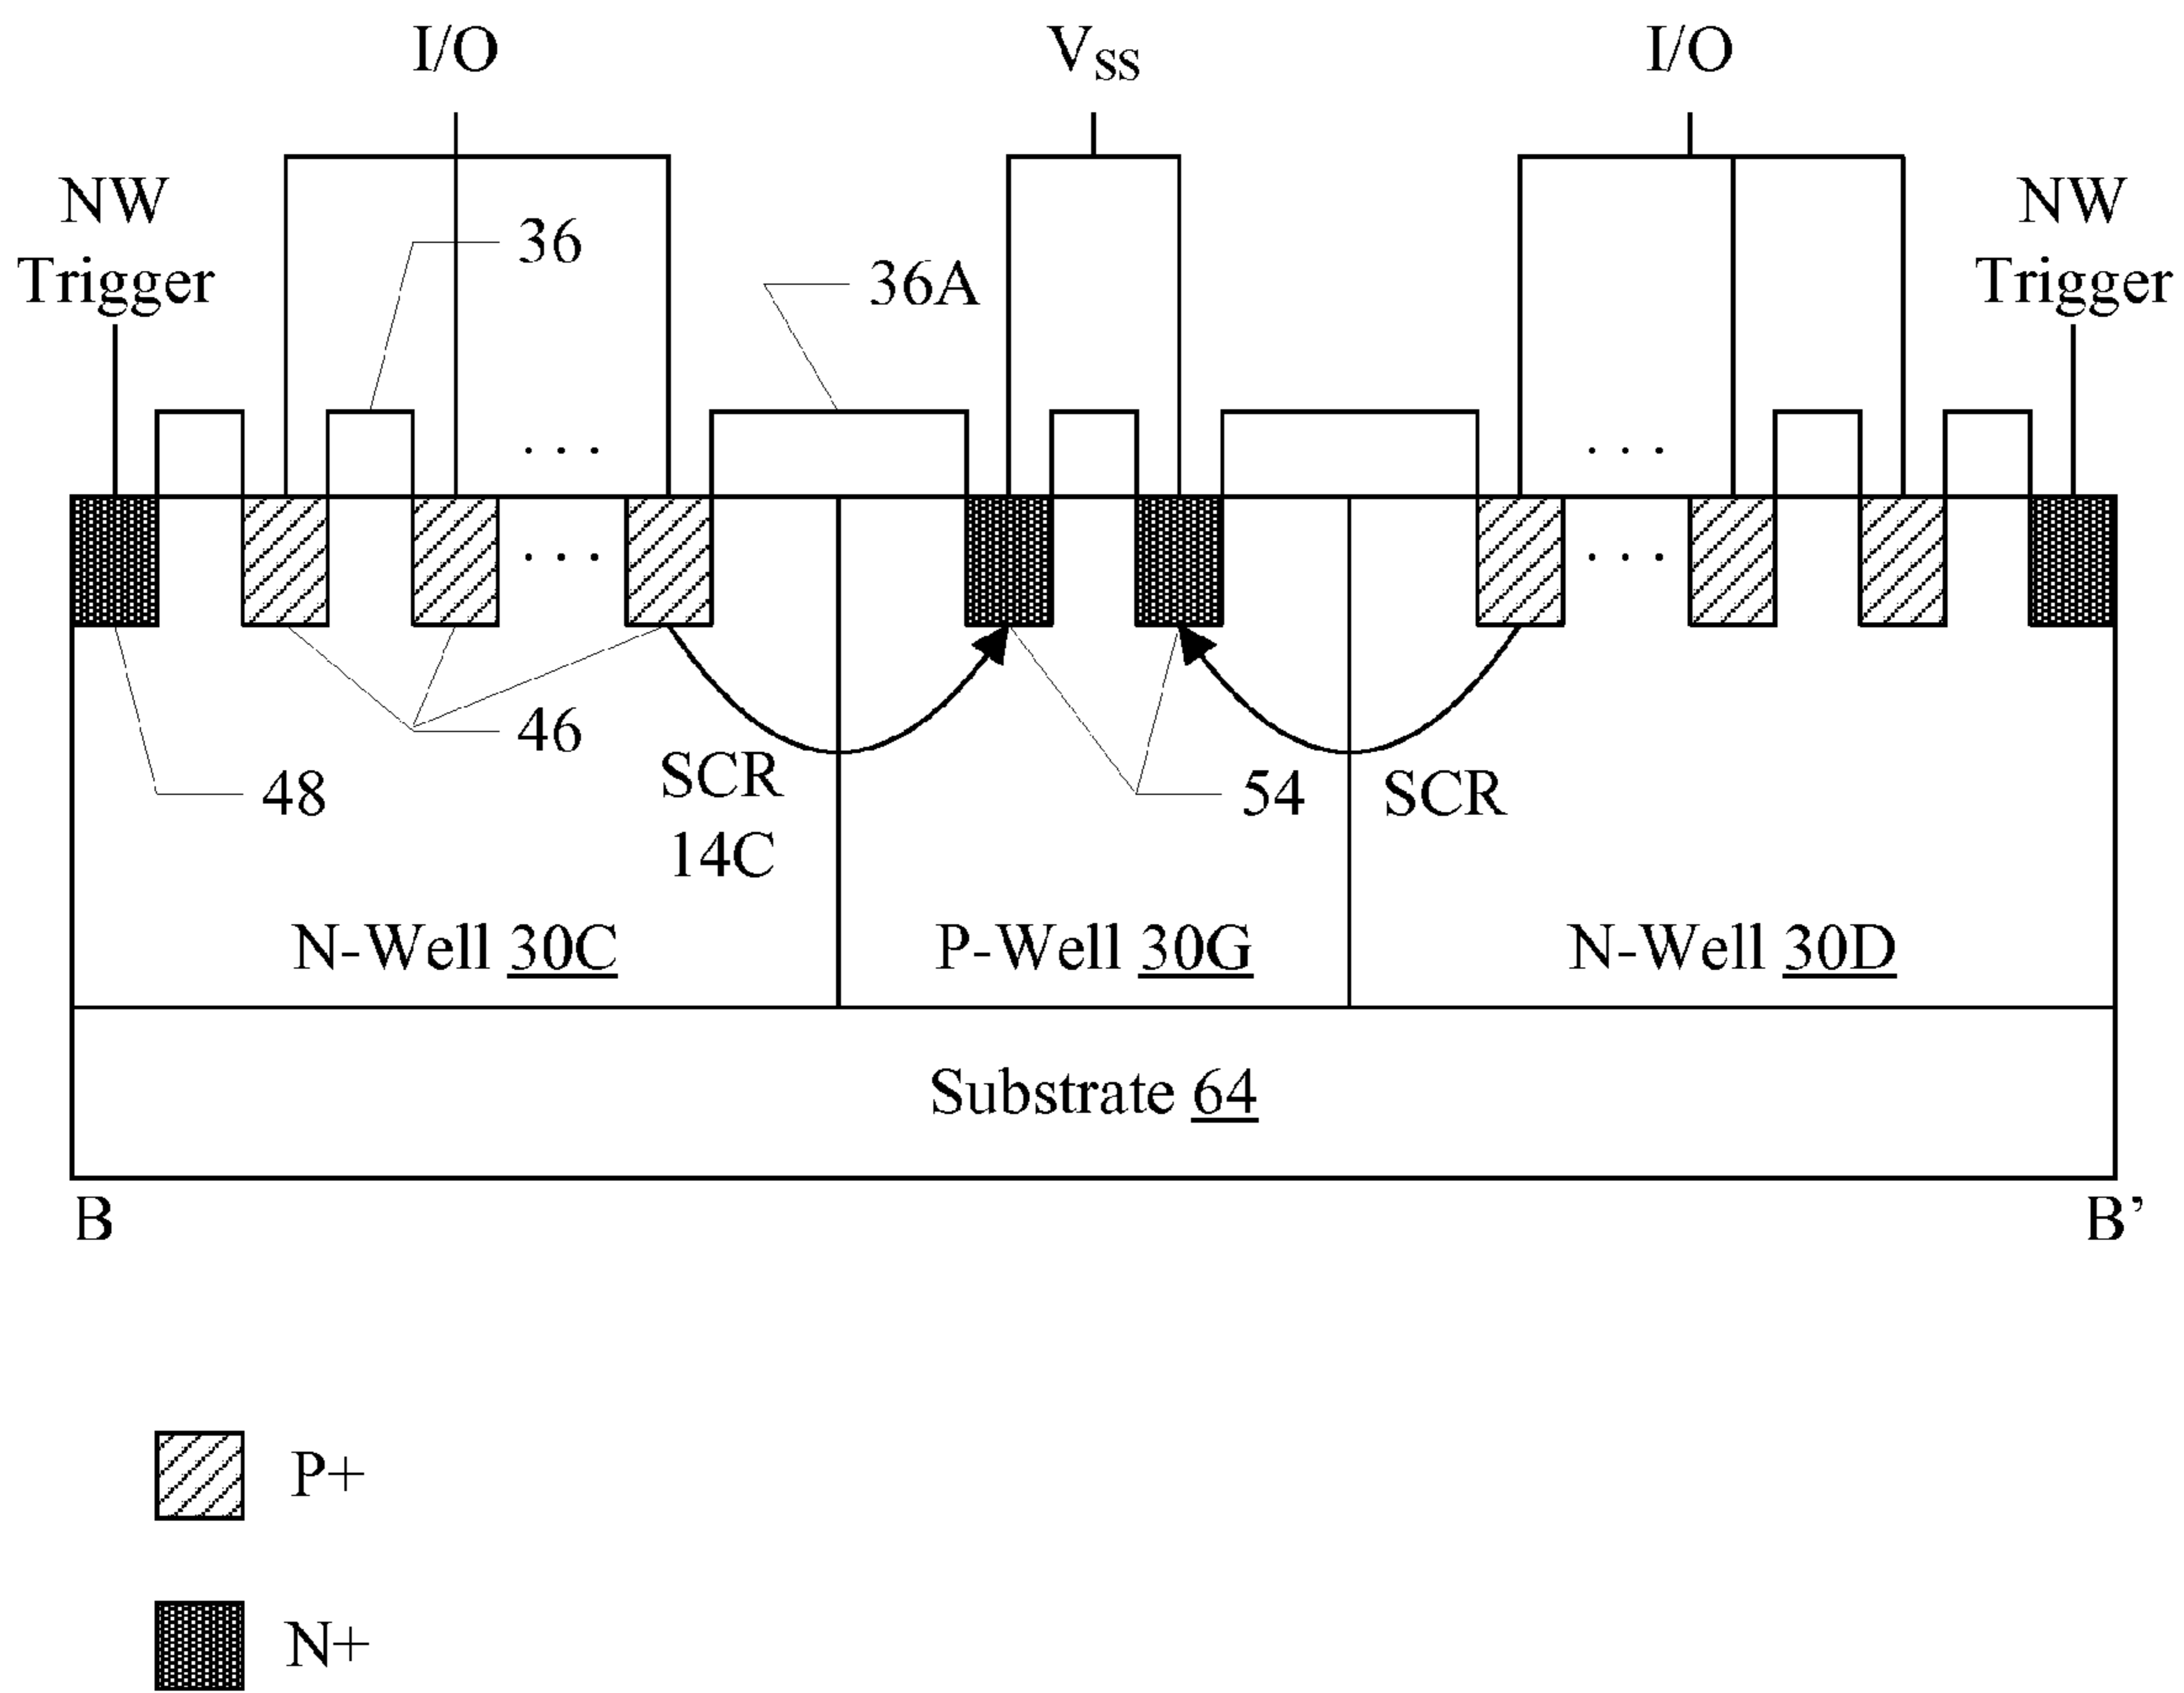 I/O
V_SS
I/O
NW
Trigger
NW
Trigger
36
36A
. . .
. . .
. . .
. . .
46
48
SCR
14C
54
SCR
N-Well 30C
P-Well 30G
N-Well 30D
Substrate 64
B
B’
P+
N+